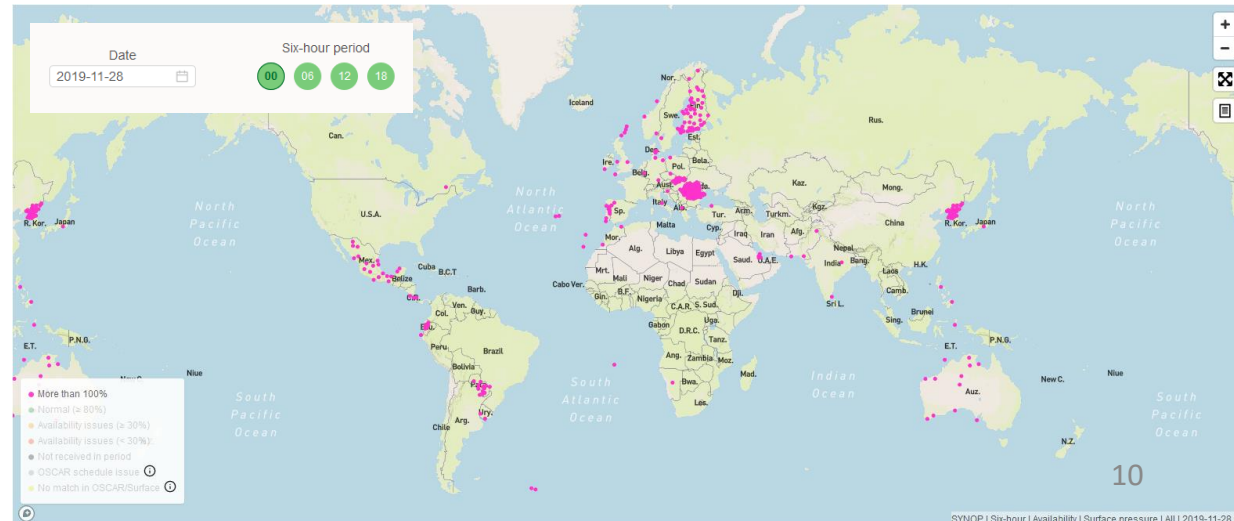 Date
Six-hour period
2019-11-28
00 06 12 18
+
−
Nor.
Iceland
Swe.
Fin.
Rus.
Can.
Est.
Den.
Ire.
Bela.
Pol.
Belg.
Aust.
Kaz.
Mong.
R. Kor. Japan
North
Pacific
Ocean
U.S.A.
North
Atlantic
Ocean
Sp.
Italy
Alb.
Tur.
Arm.
Turkm.
Kgz.
China
R. Kor.
Japan
North
Pacific
Ocean
Malta
Cyp.
Iraq
Iran
Afg.
Mor.
Alg.
Libya
Egypt
Saud.
U.A.E.
Nepal
India
Bang.
Mex.
Cuba
B.C.T
Belize
Mrt.
Mali
Niger
Chad
Sudan
Laos
H.K.
Barb.
Cabo Ver.
Gin.
B.F.
Nigeria
Dji.
Camb.
Ven.
Guy.
Col.
C.A.R.
S. Sud.
Sri L.
Brunei
Sing.
Ecu.
Gabon
Uga.
D.R.C.
Tanz.
E.T.
P.N.G.
Peru
Brazil
E.T.
P.N.G.
Bolivia
Ang.
Zambia
Moz.
Niue
Para.
Bwa.
Mad.
Indian
Ocean
New C.
Niue
South
Pacific
Ocean
South
Atlantic
Ocean
Auz.
South
Pacific
Ocean
Ury.
Arg.
Chile
Les.
N.Z.
More than 100%
Normal (≥ 80%)
Availability issues (≥ 30%)
Availability issues (< 30%)
Not received in period
OSCAR schedule issue
No match in OSCAR/Surface
10
SYNOP | Six-hour | Availability | Surface pressure | All | 2019-11-28